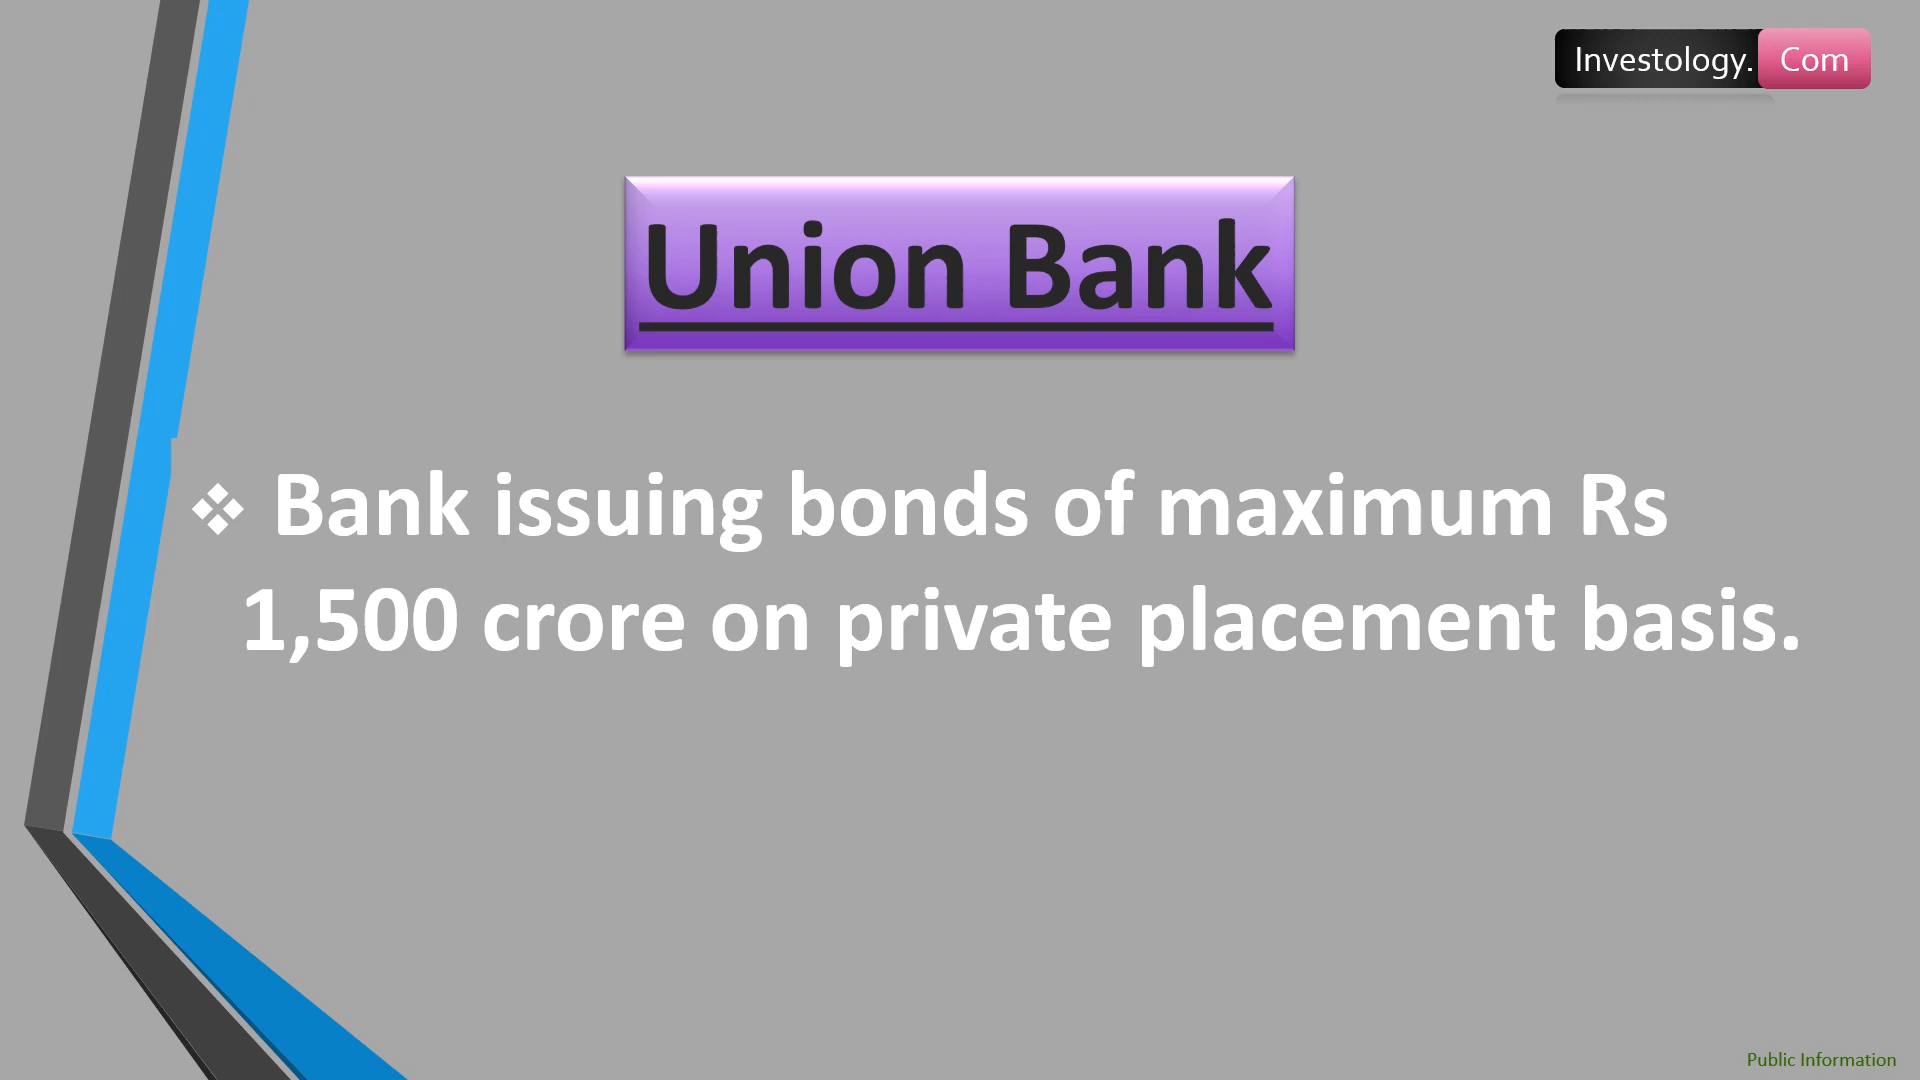 Investology. Com
Union Bank
❖ Bank issuing bonds of maximum Rs
1,500 crore on private placement basis.
Public Information